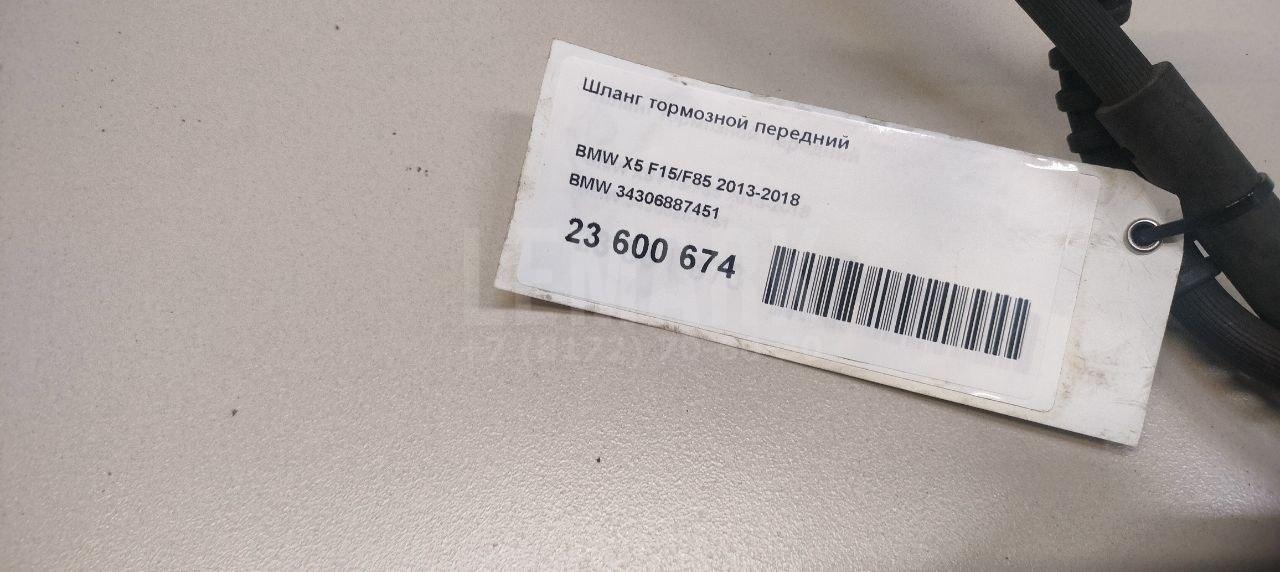 Шланг тормозной передний
BMW X5 F15/F85 2013-2018
BMW 34306887451
23 600 674